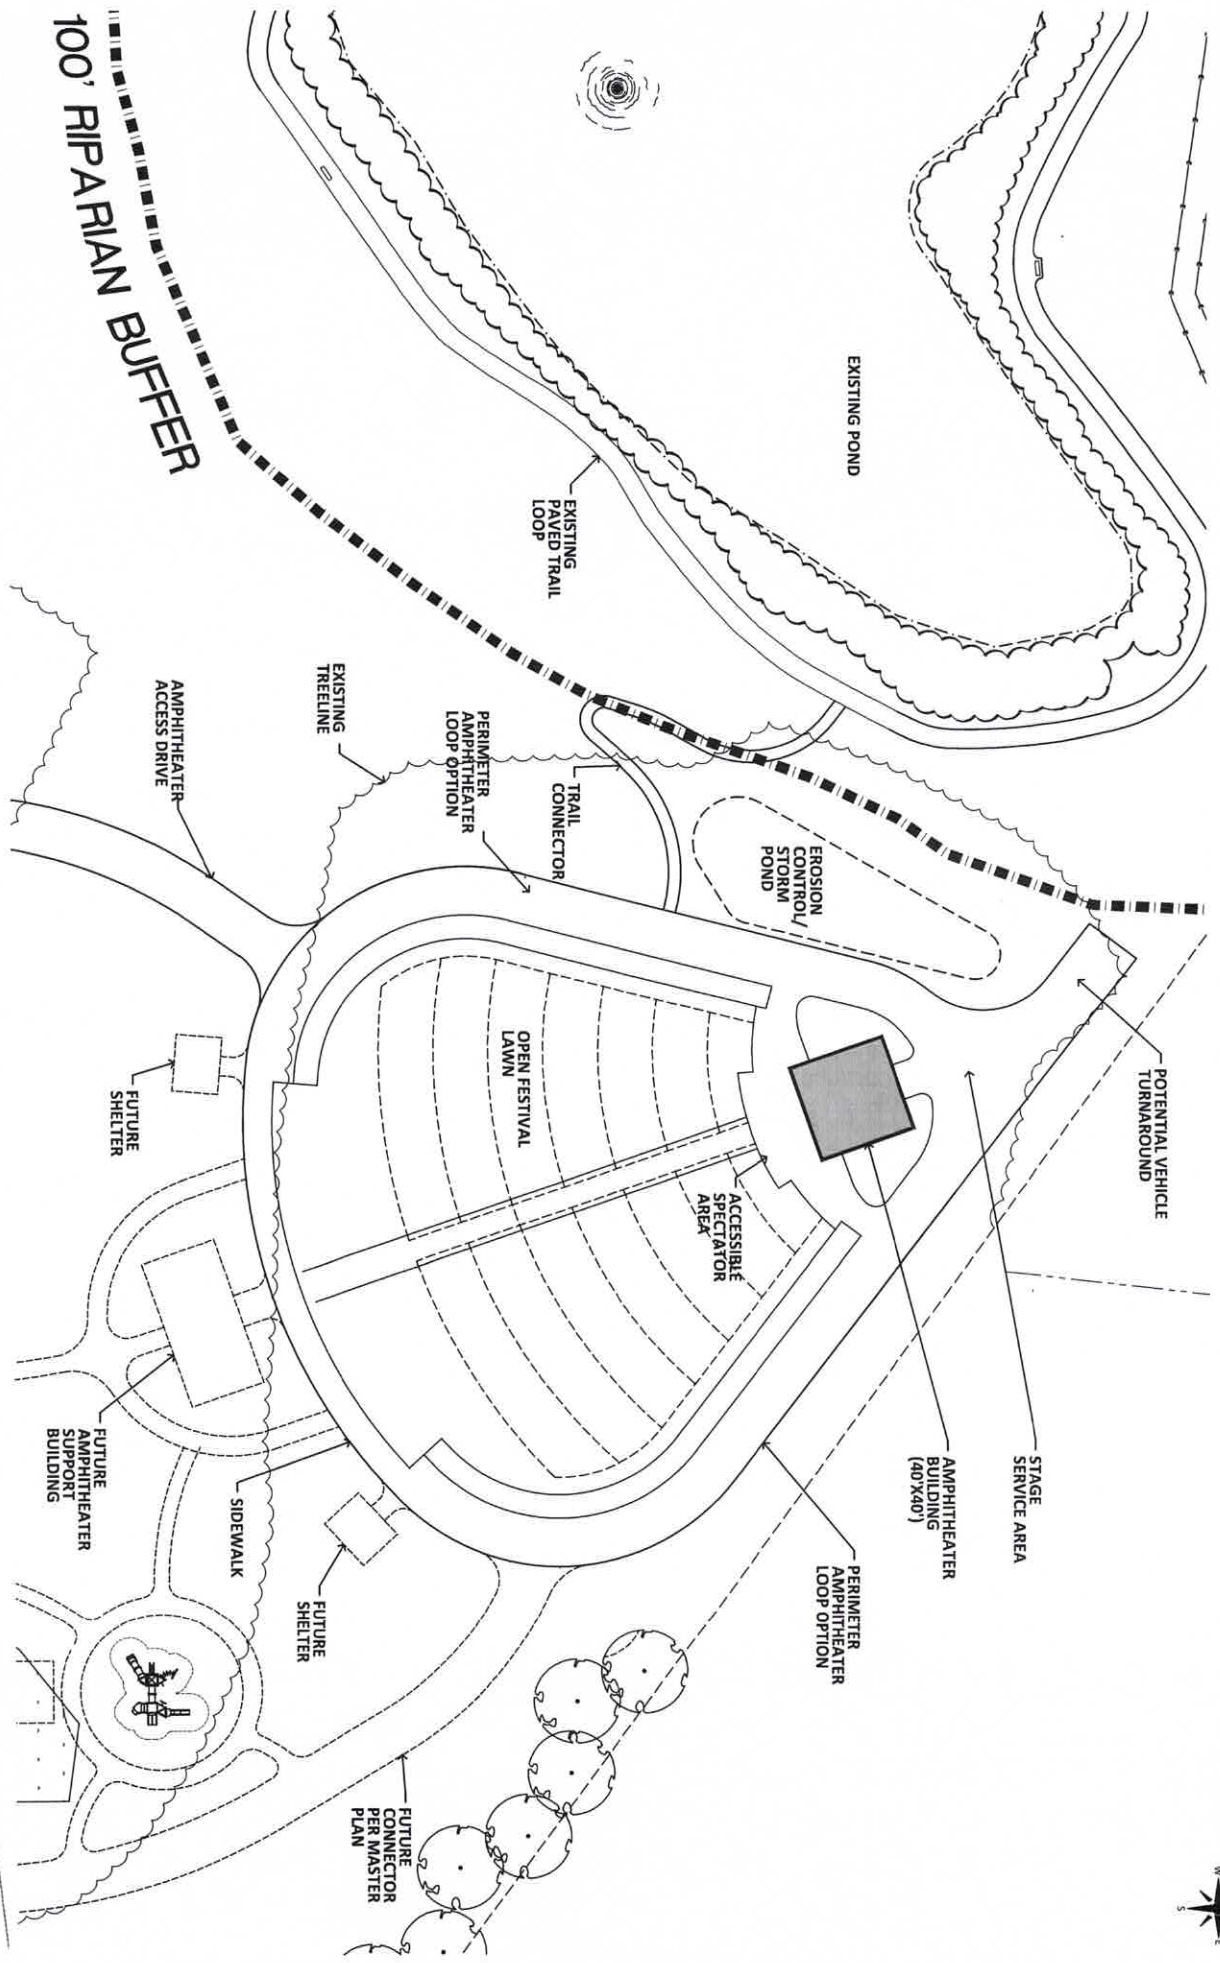 100' RIPARIAN BUFFER
EXISTING POND
EXISTING
PAVED TRAIL
LOOP
EROSION
CONTROL/
STORM
POND
TRAIL
CONNECTOR
PERIMETER
AMPHITHEATER
LOOP OPTION
EXISTING
TREELINE
AMPHITHEATER
ACCESS DRIVE
POTENTIAL VEHICLE
TURNAROUND
OPEN FESTIVAL
LAWN
FUTURE
SHELTER
ACCESSIBLE
SPECTATOR
AREA
STAGE
SERVICE AREA
AMPHITHEATER
BUILDING
(40'X40')
PERIMETER
AMPHITHEATER
LOOP OPTION
FUTURE
AMPHITHEATER
SUPPORT
BUILDING
SIDEWALK
FUTURE
SHELTER
FUTURE
CONNECTOR
PER MASTER
PLAN
W
S
E